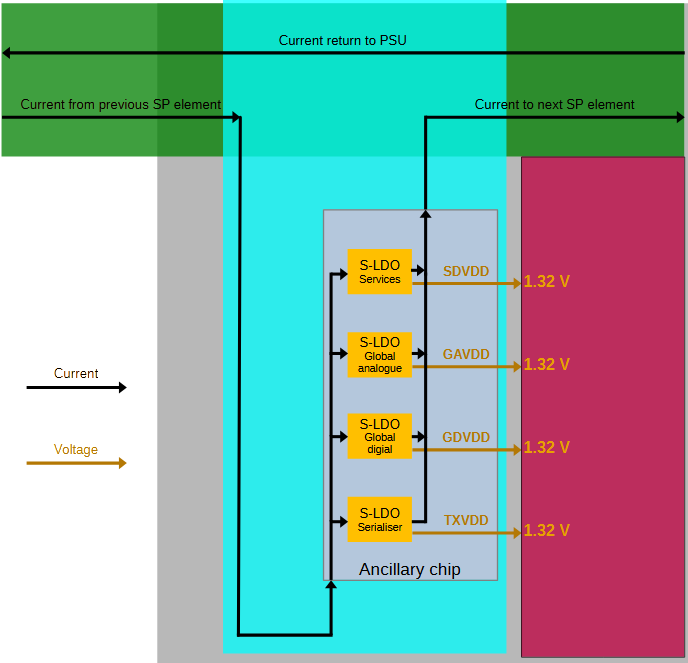 Current return to PSU
Current from previous SP element
Current to next SP element
S-LDO
Services
SDVDD
1.32 V
S-LDO
Global
analogue
GAVDD
1.32 V
Current
S-LDO
Global
digial
GDVDD
1.32 V
Voltage
S-LDO
Serialiser
TXVDD
1.32 V
Ancillary chip